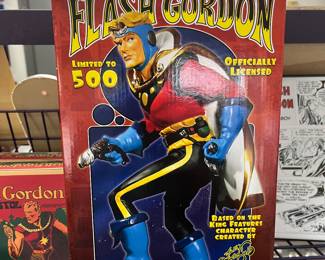 FLASH GORDON
LIMITED TO
500
OFFICIALLY
LICENSED
Gordon
BASED ON THE
KING FEATURES
CHARACTER
CREATED BY